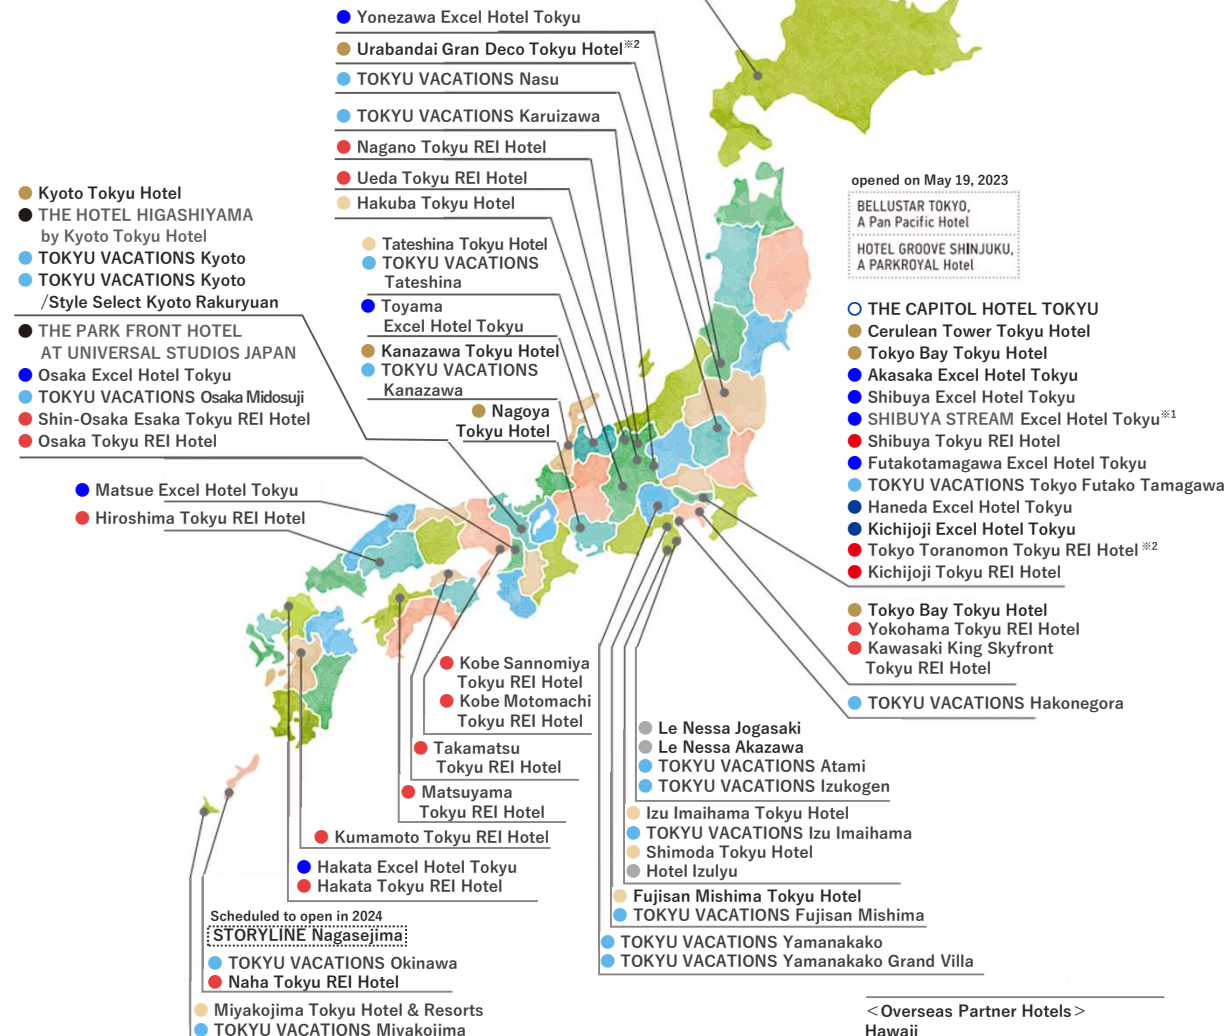 Yonezawa Excel Hotel Tokyu
Urabandai Gran Deco Tokyu Hotel※2
TOKYU VACATIONS Nasu
TOKYU VACATIONS Karuizawa
Nagano Tokyu REI Hotel
Ueda Tokyu REI Hotel
Hakuba Tokyu Hotel
Tateshina Tokyu Hotel
TOKYU VACATIONS
Tateshina
Toyama
Excel Hotel Tokyu
Kanazawa Tokyu Hotel
TOKYU VACATIONS
Kanazawa
Nagoya
Tokyu Hotel
Kyoto Tokyu Hotel
THE HOTEL HIGASHIYAMA
by Kyoto Tokyu Hotel
TOKYU VACATIONS Kyoto
TOKYU VACATIONS Kyoto
/Style Select Kyoto Rakuryuan
THE PARK FRONT HOTEL
AT UNIVERSAL STUDIOS JAPAN
Osaka Excel Hotel Tokyu
TOKYU VACATIONS Osaka Midosuji
Shin-Osaka Esaka Tokyu REI Hotel
Osaka Tokyu REI Hotel
Matsue Excel Hotel Tokyu
Hiroshima Tokyu REI Hotel
opened on May 19, 2023
BELLUSTAR TOKYO,
A Pan Pacific Hotel
HOTEL GROOVE SHINJUKU,
A PARKROYAL Hotel
THE CAPITOL HOTEL TOKYU
Cerulean Tower Tokyu Hotel
Tokyo Bay Tokyu Hotel
Akasaka Excel Hotel Tokyu
Shibuya Excel Hotel Tokyu
SHIBUYA STREAM Excel Hotel Tokyu※1
Shibuya Tokyu REI Hotel
Futakotamagawa Excel Hotel Tokyu
TOKYU VACATIONS Tokyo Futako Tamagawa
Haneda Excel Hotel Tokyu
Kichijoji Excel Hotel Tokyu
Tokyo Toranomon Tokyu REI Hotel※2
Kichijoji Tokyu REI Hotel
Tokyo Bay Tokyu Hotel
Yokohama Tokyu REI Hotel
Kawasaki King Skyfront
Tokyu REI Hotel
TOKYU VACATIONS Hakonegora
Kobe Sannomiya
Tokyu REI Hotel
Kobe Motomachi
Tokyu REI Hotel
Takamatsu
Tokyu REI Hotel
Matsuyama
Tokyu REI Hotel
Kumamoto Tokyu REI Hotel
Hakata Excel Hotel Tokyu
Hakata Tokyu REI Hotel
Scheduled to open in 2024
STORYLINE Nagasejima
TOKYU VACATIONS Okinawa
Naha Tokyu REI Hotel
Miyakojima Tokyu Hotel & Resorts
TOKYU VACATIONS Miyakojima
Le Nessa Jogasaki
Le Nessa Akazawa
TOKYU VACATIONS Atami
TOKYU VACATIONS Izukogen
Izu Imaihama Tokyu Hotel
TOKYU VACATIONS Izu Imaihama
Shimoda Tokyu Hotel
Hotel Izulyu
Fujisan Mishima Tokyu Hotel
TOKYU VACATIONS Fujisan Mishima
TOKYU VACATIONS Yamanakako
TOKYU VACATIONS Yamanakako Grand Villa
＜Overseas Partner Hotels＞
Hawaii